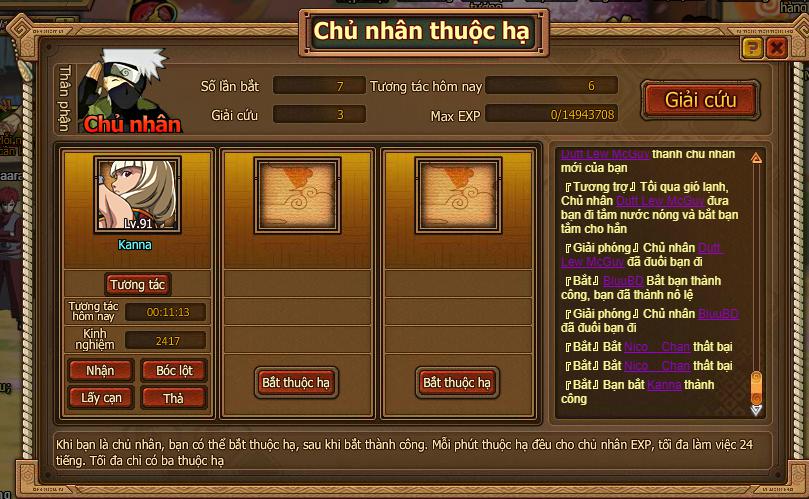 Chủ nhân thuộc hạ
?
Thân phận
Chủ nhân
Số lần bắt 7 Tương tác hôm nay 6
Giải cứu 3 Max EXP 0/14943708
Giải cứu
Lv.91
Kanna
Tương tác
Tương tác hôm nay 00:11:13
Kinh nghiệm 2417
Nhận Bóc lột
Lấy cạn Thả
Bắt thuộc hạ
Bắt thuộc hạ
Dutt Lew McGuy thành chủ nhân
mới của bạn
『Tương trợ』Tối qua gió lạnh,
Chủ nhân Dutt Lew McGuy đưa
bạn đi tắm nước nóng và bắt bạn
tắm cho hắn
『Giải phóng』Chủ nhân Dutt
Lew McGuy đã đuổi bạn đi
『Bắt』BluuBD Bắt bạn thành
công, bạn đã thành nô lệ
『Giải phóng』Chủ nhân BluuBD
đã đuổi bạn đi
『Bắt』Bắt Nico__Chan thất bại
『Bắt』Bắt Nico__Chan thất bại
『Bắt』Bạn bắt Kanna thành
công
Khi bạn là chủ nhân, bạn có thể bắt thuộc hạ, sau khi bắt thành công. Mỗi phút thuộc hạ đều cho chủ nhân EXP, tối đa làm việc 24
tiếng. Tối đa chỉ có ba thuộc hạ